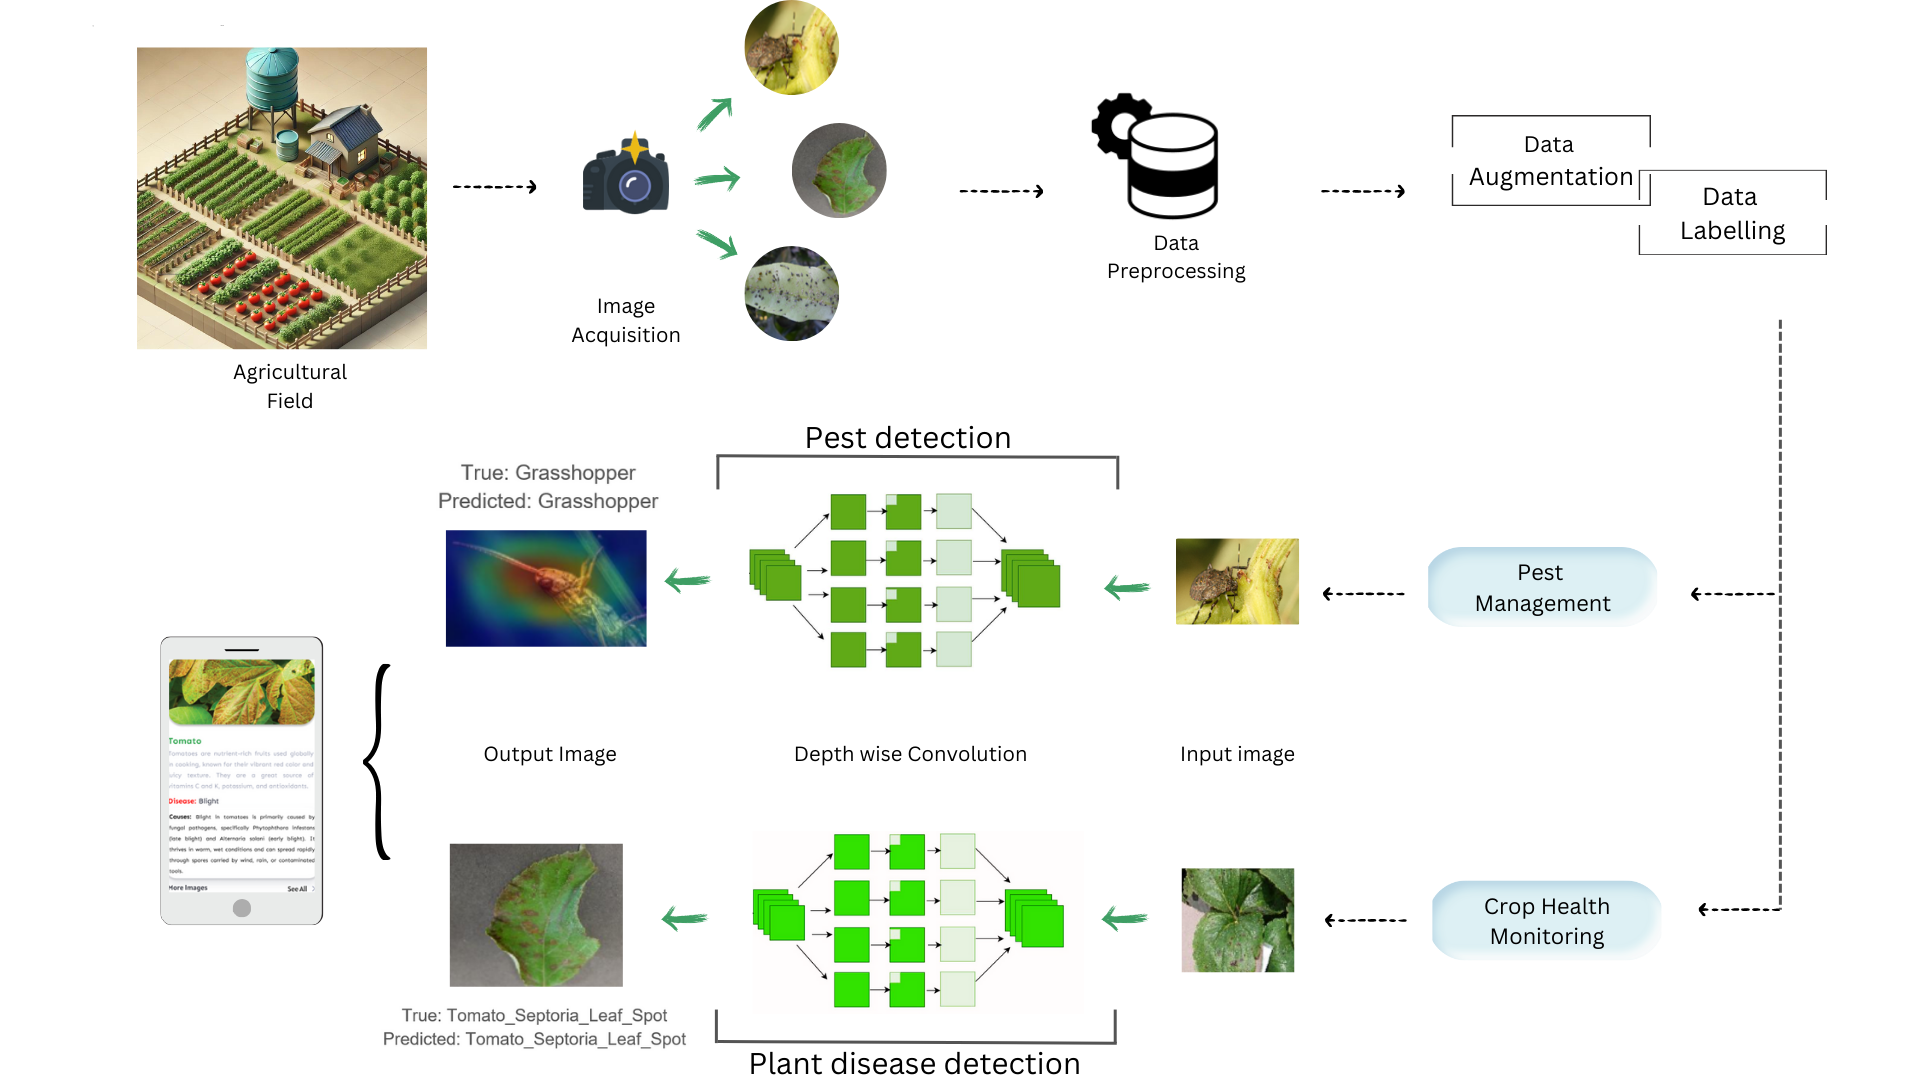 Agricultural
Field
Image
Acquisition
Data
Preprocessing
Data
Augmentation
Data
Labelling
Pest detection
True: Grasshopper
Predicted: Grasshopper
Pest
Management
Output Image
Depth wise Convolution
Input image
Tomato
Tomatoes are nutrient-rich fruits used globally
in cooking, known for their vibrant red color and
juicy texture. They are a great source of
vitamins C and K, potassium, and antioxidants.
Disease: Blight
Causes: Blight in tomatoes is primarily caused by
fungal pathogens, specifically Phytophthora infestans
(late blight) and Alternaria solani (early blight). It
thrives in warm, wet conditions and can spread rapidly
through spores carried by wind, rain, or contaminated
tools.
More Images
See All
Crop Health
Monitoring
True: Tomato_Septoria_Leaf_Spot
Predicted: Tomato_Septoria_Leaf_Spot
Plant disease detection